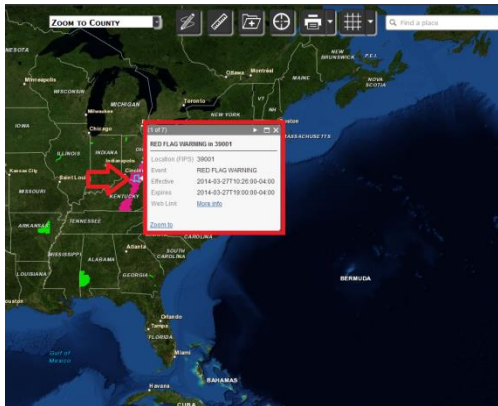 ZOOM TO COUNTY
Find a place
NEW BRUNSWICK
P.E.I.
Ottawa
Montréal
MAINE
NOVA SCOTIA
Minneapolis
WISCONSIN
MICHIGAN
Toronto
VT
NH
Milwaukee
NEW YORK
IOWA
Chicago
MASSACHUSETTS
(1 of 7)
RED FLAG WARNING in 39001
Location (FIPS) 39001
Event RED FLAG WARNING
Effective 2014-03-27T10:26:00-04:00
Expires 2014-03-27T19:00:00-04:00
Web Link More info
Zoom to
ILLINOIS
INDIANA
Indianapolis
Kansas City
Saint Louis
MISSOURI
KENTUCKY
TENNESSEE
CAROLINA
ARKANSAS
Atlanta
SOUTH CAROLINA
MISSISSIPPI
ALABAMA
GEORGIA
LOUISIANA
BERMUDA
Orlando
Tampa
FLORIDA
Gulf of Mexico
Miami
Havana
BAHAMAS
CUBA